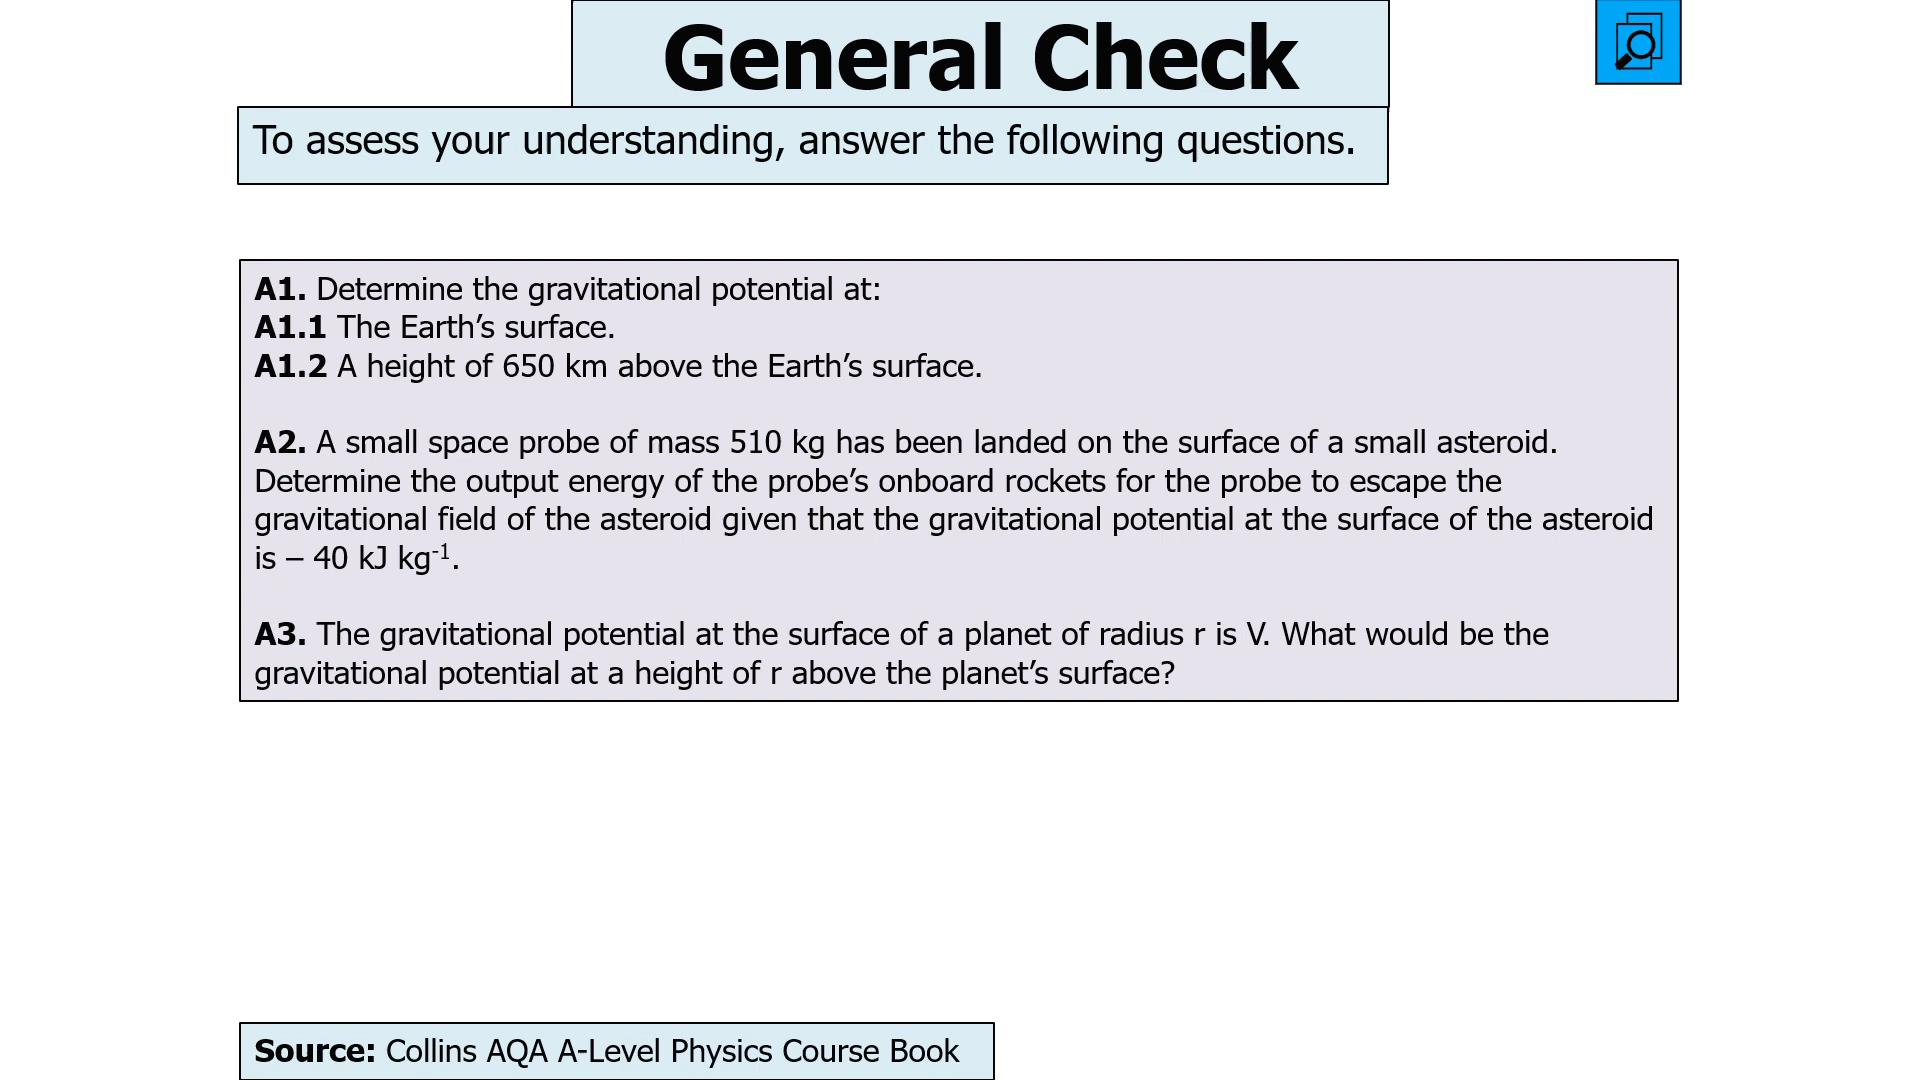 General Check
To assess your understanding, answer the following questions.
A1. Determine the gravitational potential at:
A1.1 The Earth’s surface.
A1.2 A height of 650 km above the Earth’s surface.
A2. A small space probe of mass 510 kg has been landed on the surface of a small asteroid.
Determine the output energy of the probe’s onboard rockets for the probe to escape the
gravitational field of the asteroid given that the gravitational potential at the surface of the asteroid
is – 40 kJ kg⁻¹.
A3. The gravitational potential at the surface of a planet of radius r is V. What would be the
gravitational potential at a height of r above the planet’s surface?
Source: Collins AQA A-Level Physics Course Book